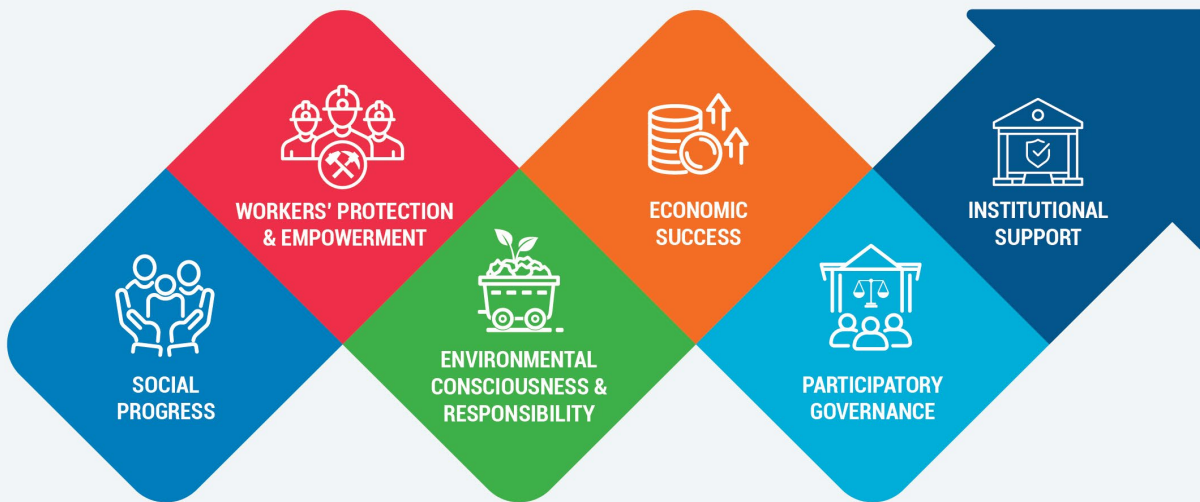 SOCIAL
PROGRESS
WORKERS' PROTECTION
& EMPOWERMENT
ENVIRONMENTAL
CONSCIOUSNESS &
RESPONSIBILITY
ECONOMIC
SUCCESS
PARTICIPATORY
GOVERNANCE
INSTITUTIONAL
SUPPORT